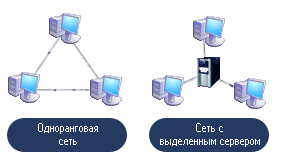 Одноранговая
сеть
Сеть с
выделенным сервером